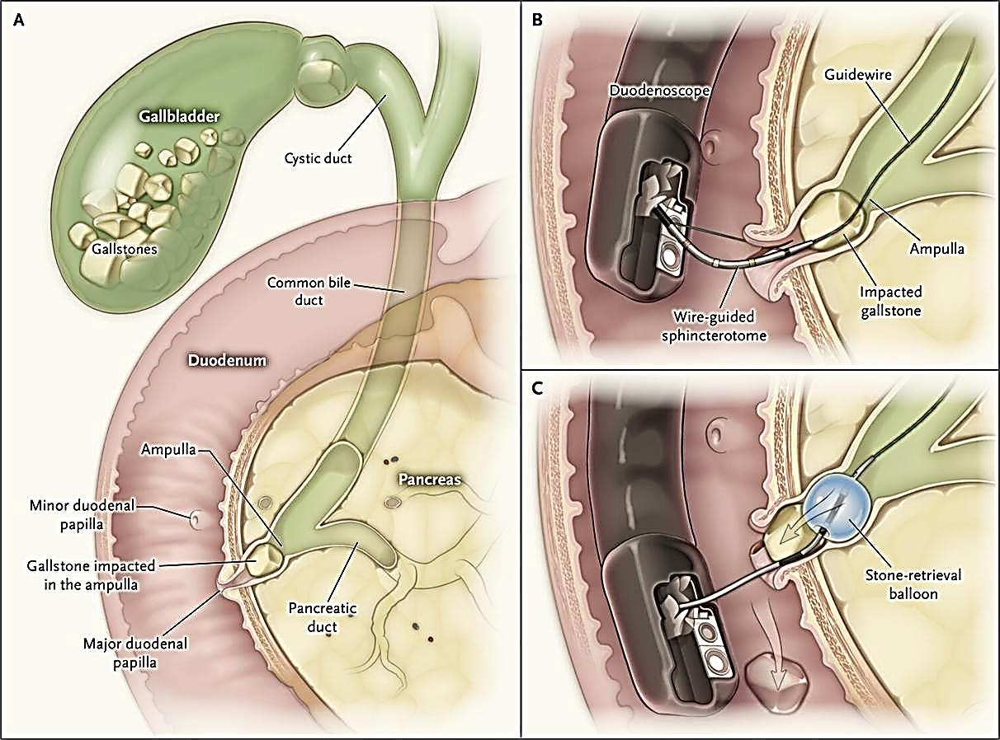 A
Gallbladder
Cystic duct
Gallstones
Common bile
duct
Duodenum
Ampulla
Pancreas
Minor duodenal
papilla
Gallstone impacted
in the ampulla
Pancreatic
duct
Major duodenal
papilla
B
Guidewire
Duodenoscope
Ampulla
Impacted
gallstone
Wire-guided
sphincterotome
C
Stone-retrieval
balloon